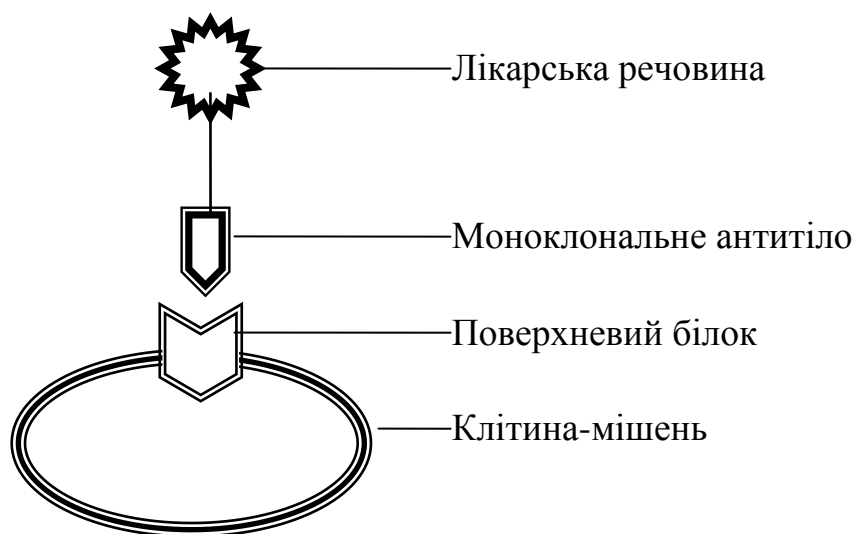 Лікарська речовина
Моноклональне антитіло
Поверхневий білок
Клітина-мішень